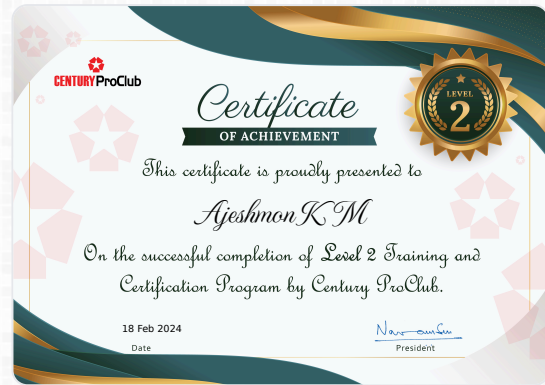 CENTURY ProClub
Certificate
OF ACHIEVEMENT
LEVEL
2
This certificate is proudly presented to
Ajeshmon K M
On the successful completion of Level 2 Training and
Certification Program by Century ProClub.
18 Feb 2024
Date
President